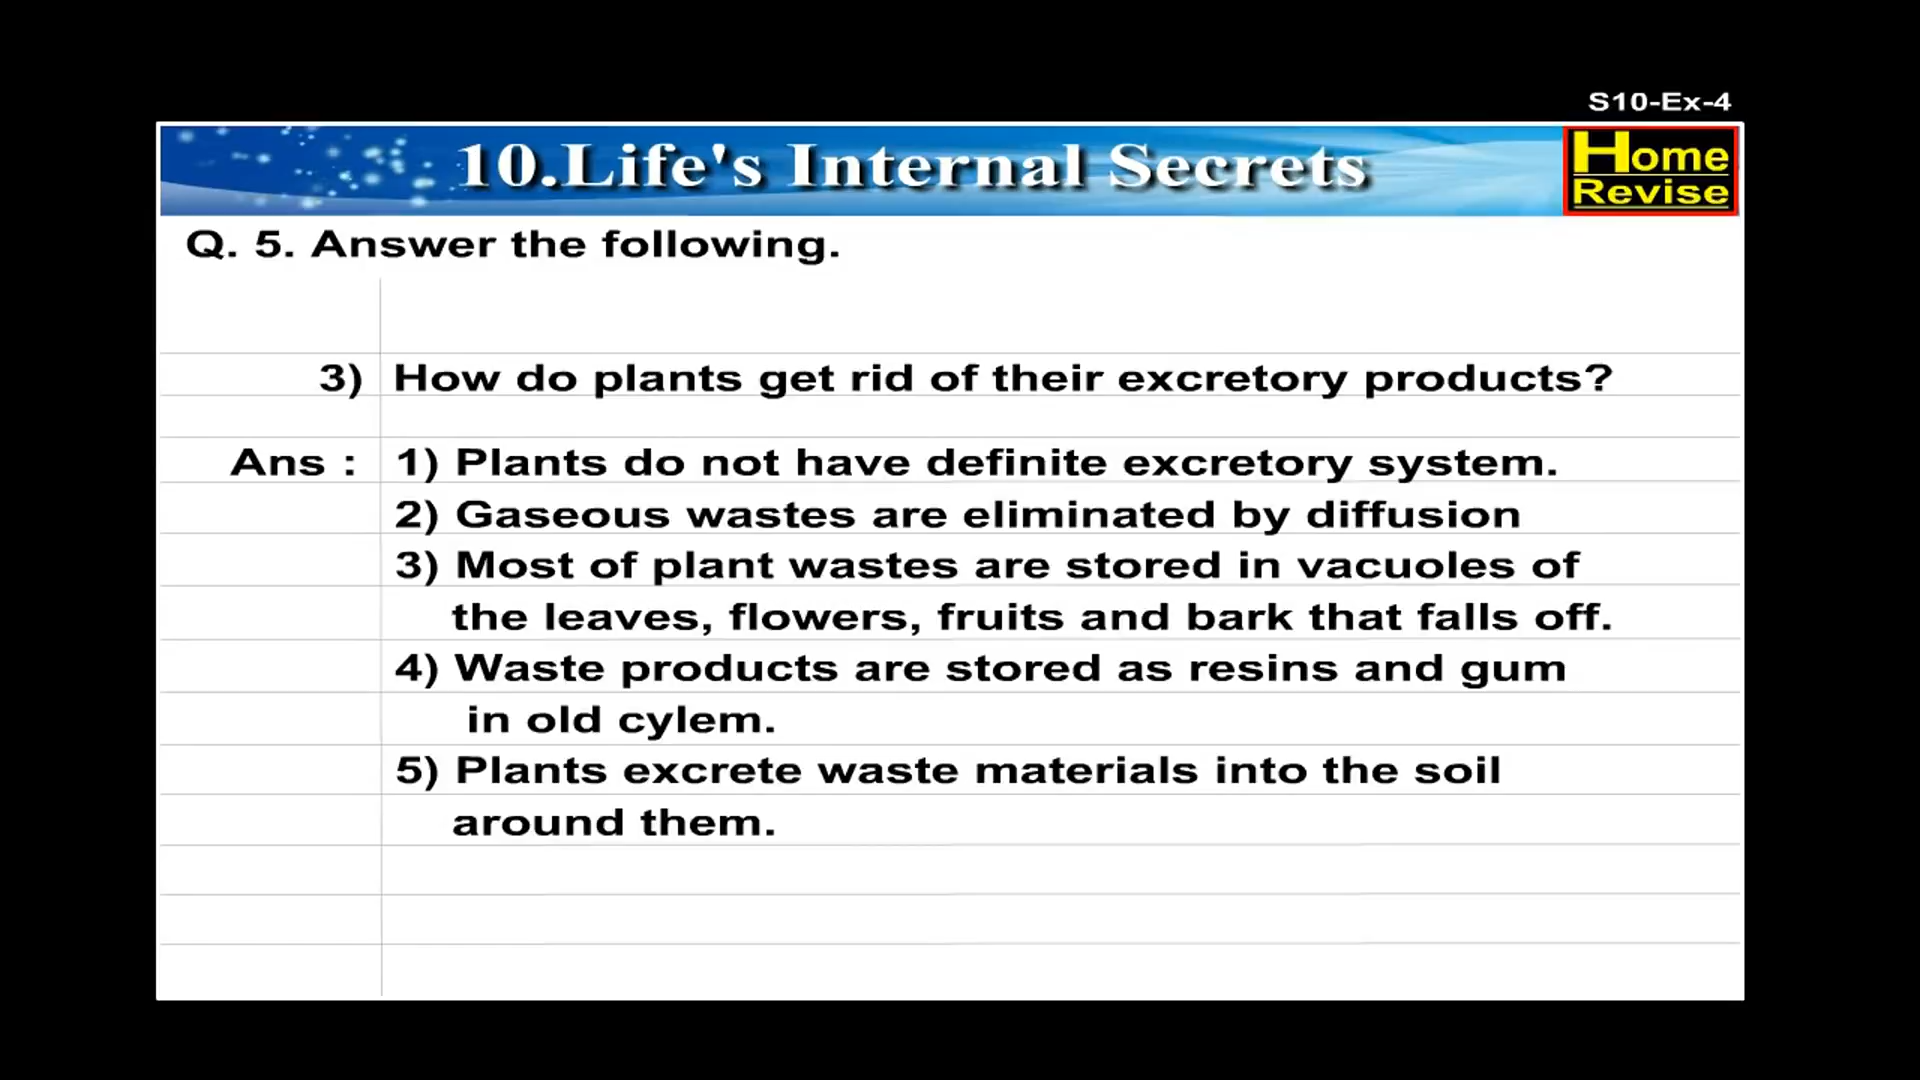 S10-Ex-4
10.Life's Internal Secrets
Home
Revise
Q. 5. Answer the following.
3) How do plants get rid of their excretory products?
Ans : 1) Plants do not have definite excretory system.
2) Gaseous wastes are eliminated by diffusion
3) Most of plant wastes are stored in vacuoles of
the leaves, flowers, fruits and bark that falls off.
4) Waste products are stored as resins and gum
in old cylem.
5) Plants excrete waste materials into the soil
around them.